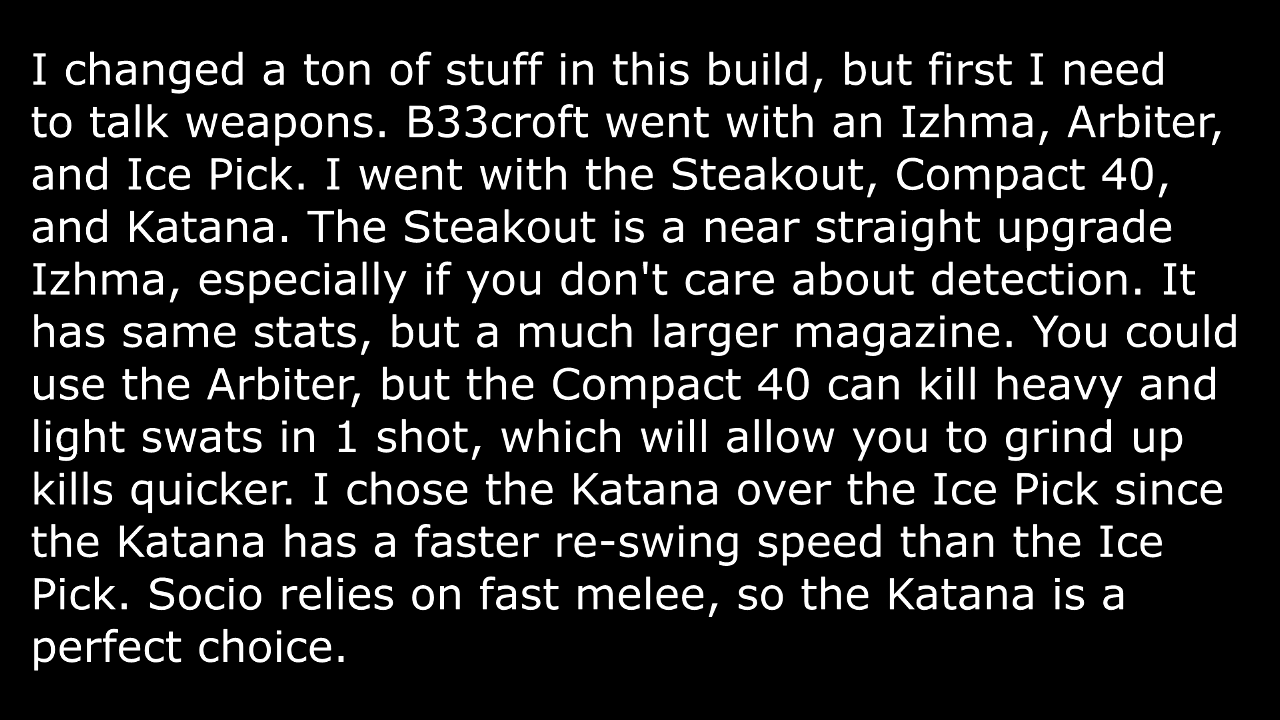 I changed a ton of stuff in this build, but first I need
to talk weapons. B33croft went with an Izhma, Arbiter,
and Ice Pick. I went with the Steakout, Compact 40,
and Katana. The Steakout is a near straight upgrade
Izhma, especially if you don't care about detection. It
has same stats, but a much larger magazine. You could
use the Arbiter, but the Compact 40 can kill heavy and
light swats in 1 shot, which will allow you to grind up
kills quicker. I chose the Katana over the Ice Pick since
the Katana has a faster re-swing speed than the Ice
Pick. Socio relies on fast melee, so the Katana is a
perfect choice.